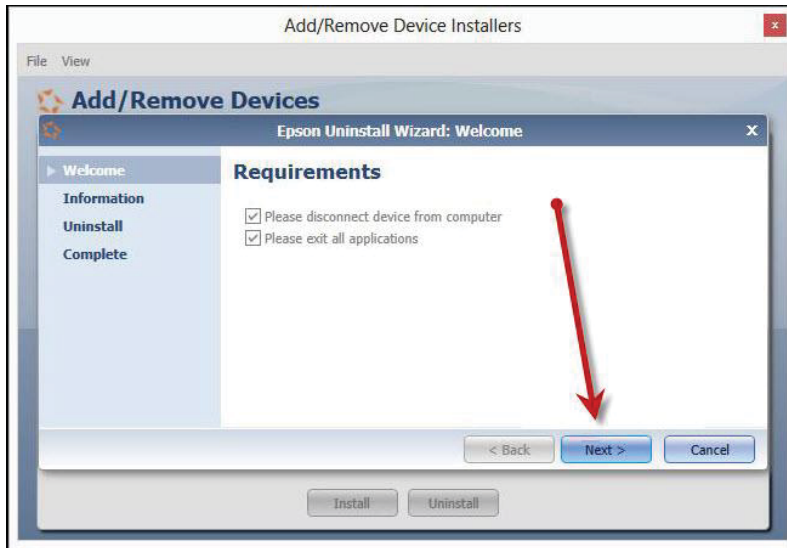 Add/Remove Device Installers
x
File View
Add/Remove Devices
Epson Uninstall Wizard: Welcome X
Welcome
Information
Uninstall
Complete
Requirements
Please disconnect device from computer
Please exit all applications
< Back Next > Cancel
Install Uninstall